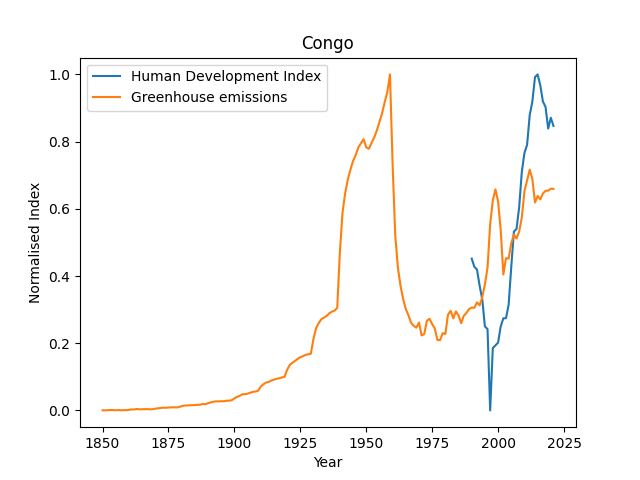 Congo
Human Development Index
Greenhouse emissions
Normalised Index
1.0
0.8
0.6
0.4
0.2
0.0
1850
1875
1900
1925
1950
1975
2000
2025
Year